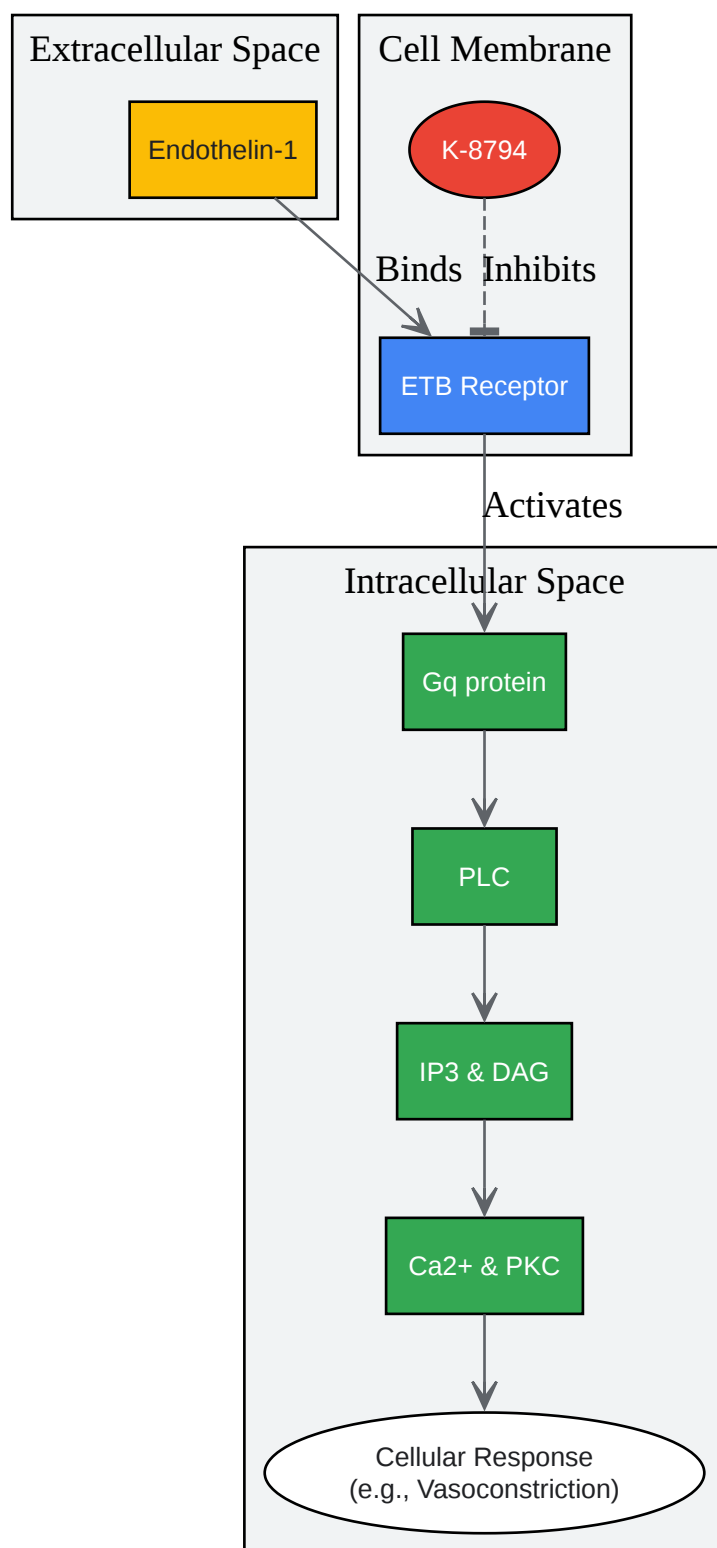 Extracellular Space
Cell Membrane
Endothelin-1
K-8794
Binds
Inhibits
ETB Receptor
Activates
Intracellular Space
Gq protein
PLC
IP3 & DAG
Ca2+ & PKC
Cellular Response
(e.g., Vasoconstriction)